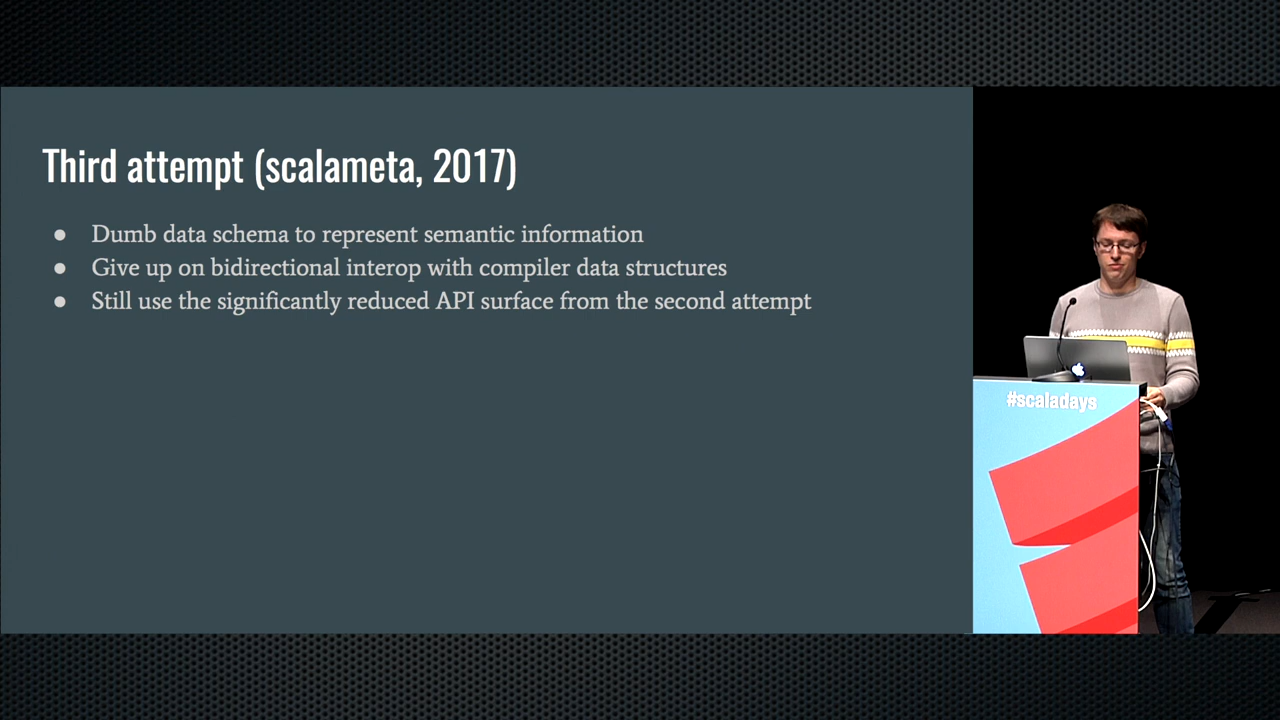 Third attempt (scalameta, 2017)
● Dumb data schema to represent semantic information
● Give up on bidirectional interop with compiler data structures
● Still use the significantly reduced API surface from the second attempt
#scaladays